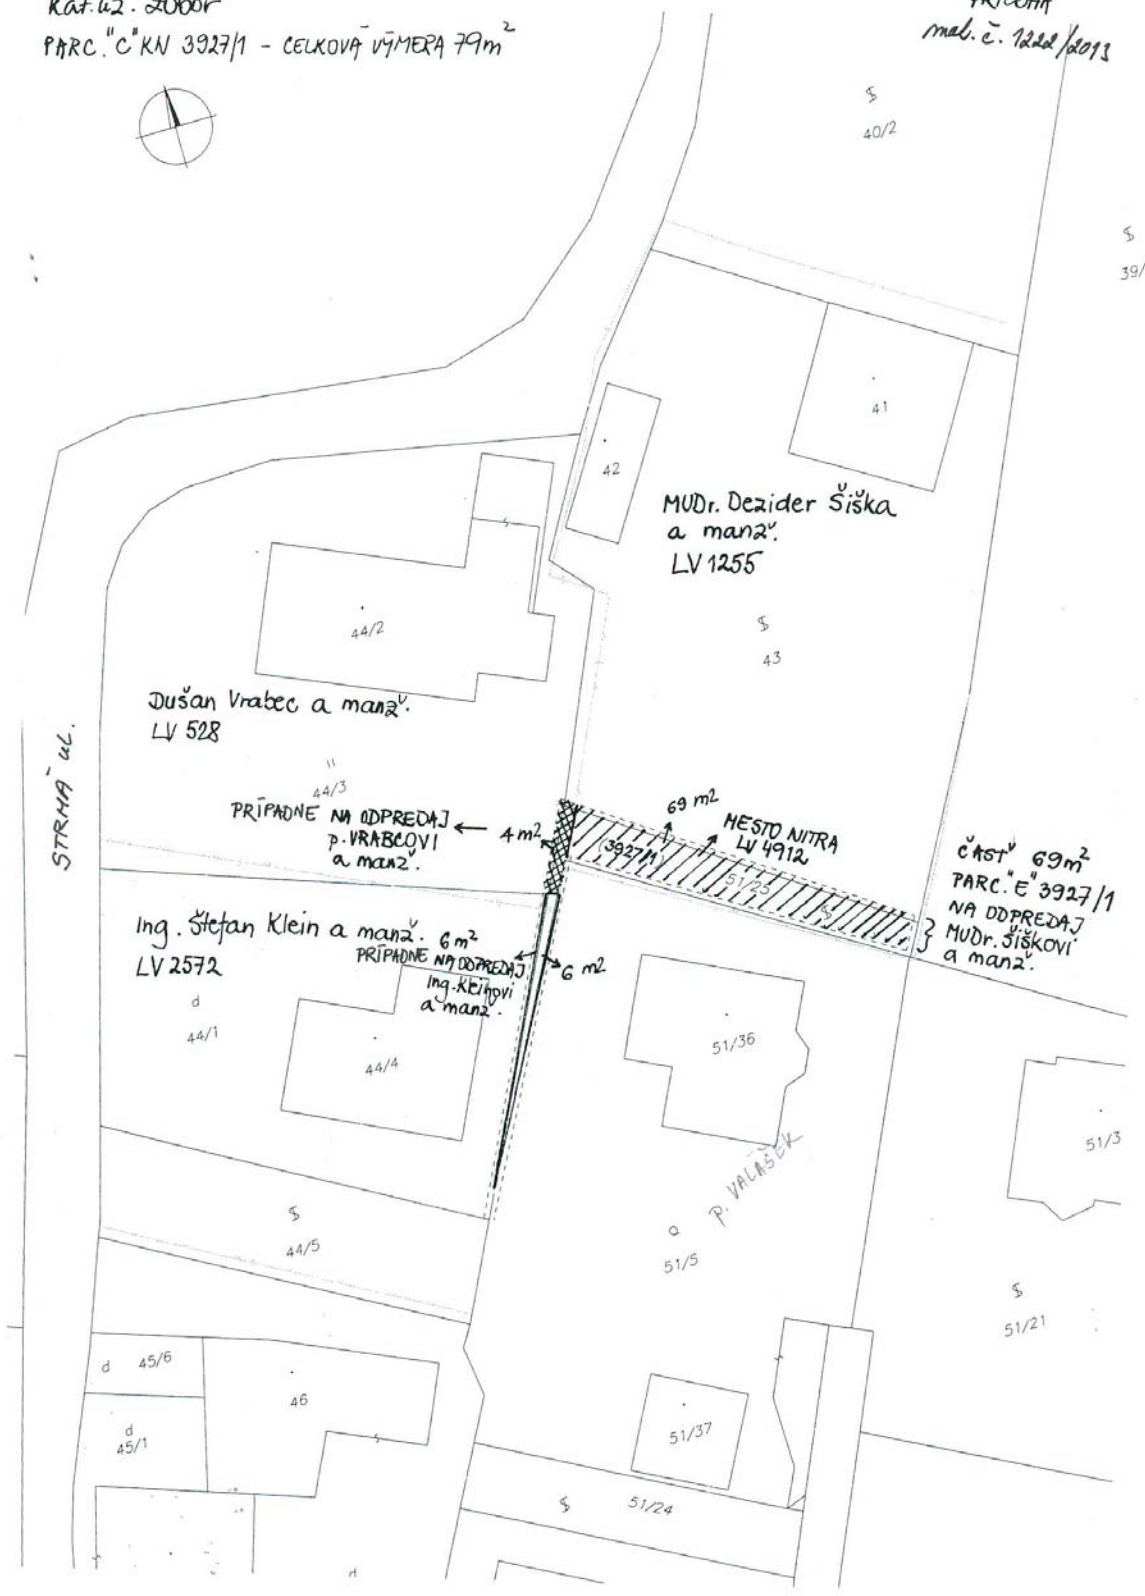 Kat. úz. Zobor
PARC. "C" KN 3927/1 - CELKOVÁ VÝMERA 79m²
PRÍLOHA
mat. č. 1222/2013
$
40/2
$
39/
41
42
MUDr. Dezider Šiška
a manž.
LV 1255
44/2
$
43
Dušan Vrabec a manž.
LV 528
STRMÁ UL.
"
44/3
PRÍPADNE NA ODPREDAJ
p. VRABCOVI
a manž.
4 m²
69 m²
MESTO NITRA
LV 4912
(3927/1)
51/25
$
ČASŤ 69m²
PARC. "E" 3927/1
NA ODPREDAJ
MUDr. ŠIŠKOVI
a manž.
Ing. Štefan Klein a manž.
LV 2572
6 m²
PRÍPADNE NA ODPREDAJ
Ing. Kleinovi
a manž.
6 m²
d
44/1
44/4
51/36
51/3
p. VALÁŠEK
$
44/5
51/5
$
51/21
d 45/6
46
d
45/1
51/37
$ 51/24
d